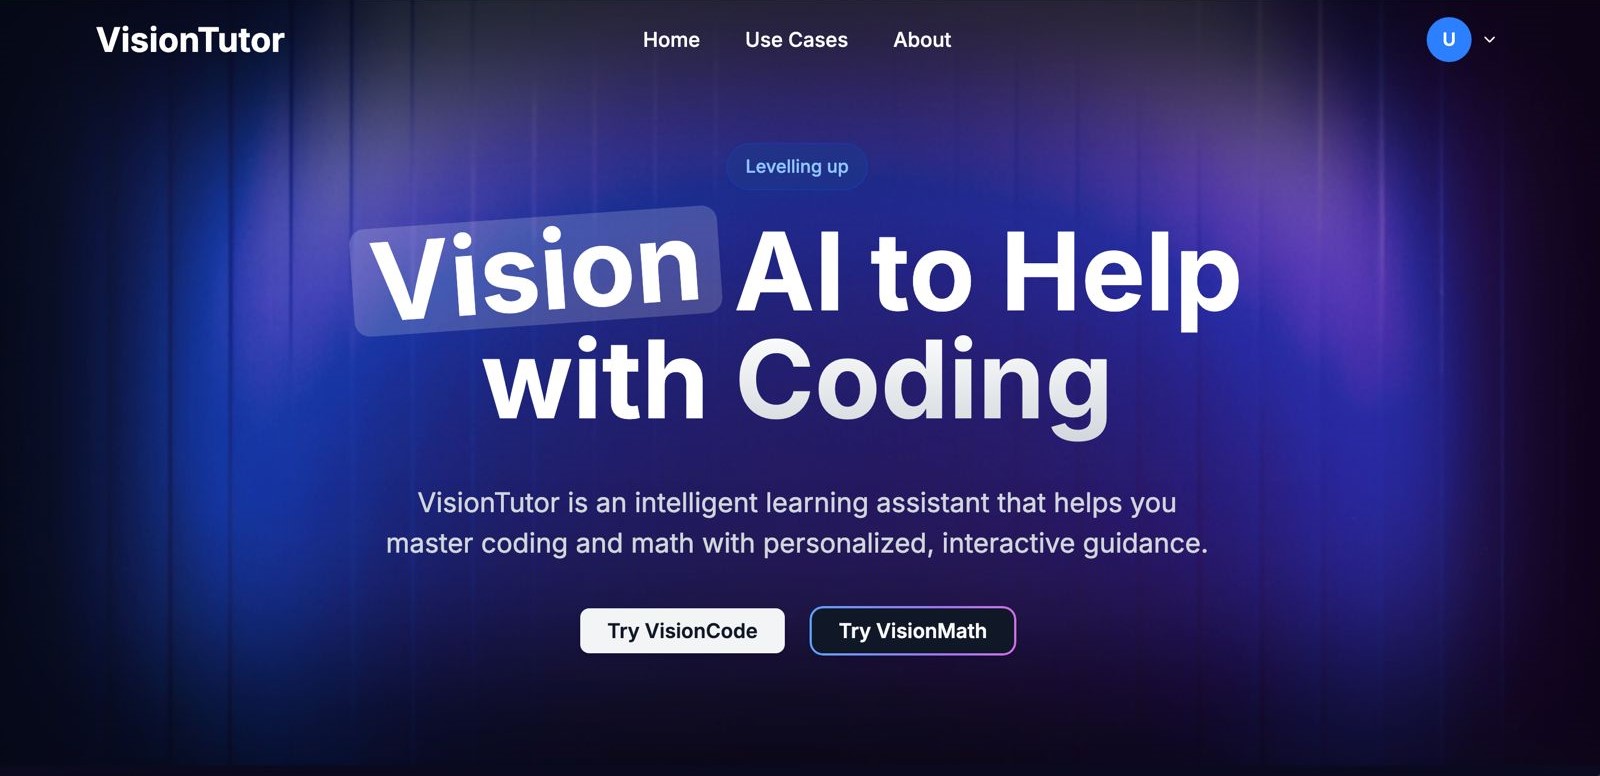 VisionTutor
Home
Use Cases
About
U
Levelling up
Vision AI to Help
with Coding
VisionTutor is an intelligent learning assistant that helps you
master coding and math with personalized, interactive guidance.
Try VisionCode
Try VisionMath